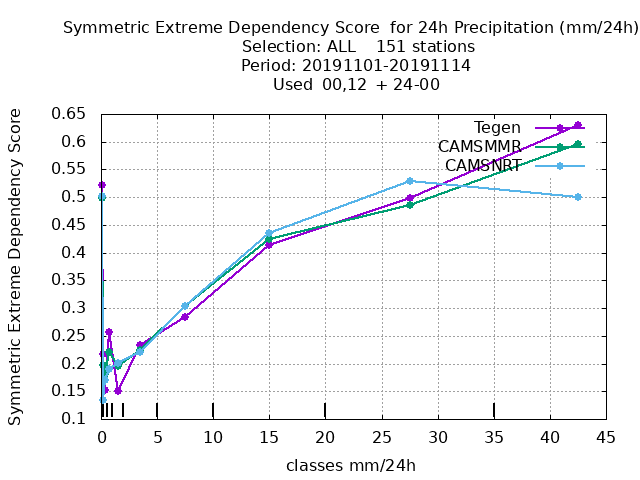 Symmetric Extreme Dependency Score  for 24h Precipitation (mm/24h)
Selection: ALL    151 stations
Period: 20191101-20191114
Used  00,12  + 24-00
Symmetric Extreme Dependency Score
0.65
0.6
0.55
0.5
0.45
0.4
0.35
0.3
0.25
0.2
0.15
0.1
Tegen
CAMSMMR
CAMSNRT
0 5 10 15 20 25 30 35 40 45
classes mm/24h